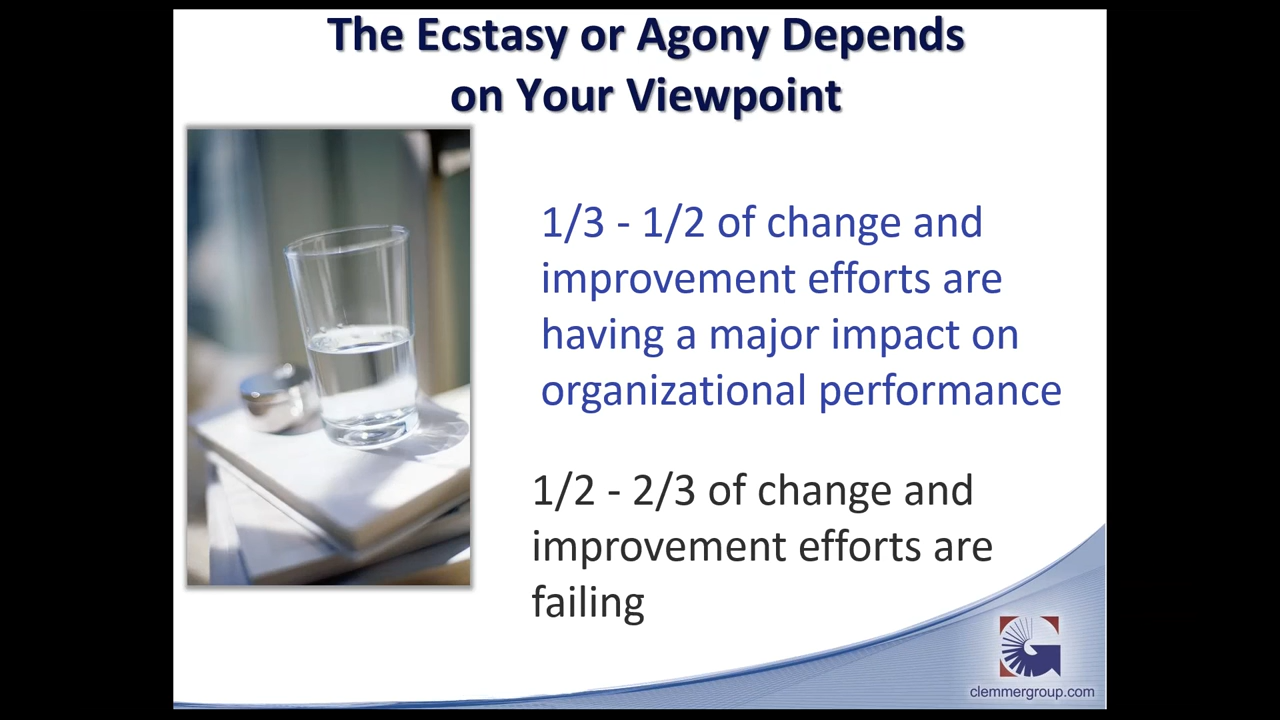 The Ecstasy or Agony Depends
on Your Viewpoint
1/3 - 1/2 of change and
improvement efforts are
having a major impact on
organizational performance
1/2 - 2/3 of change and
improvement efforts are
failing
clemmergroup.com